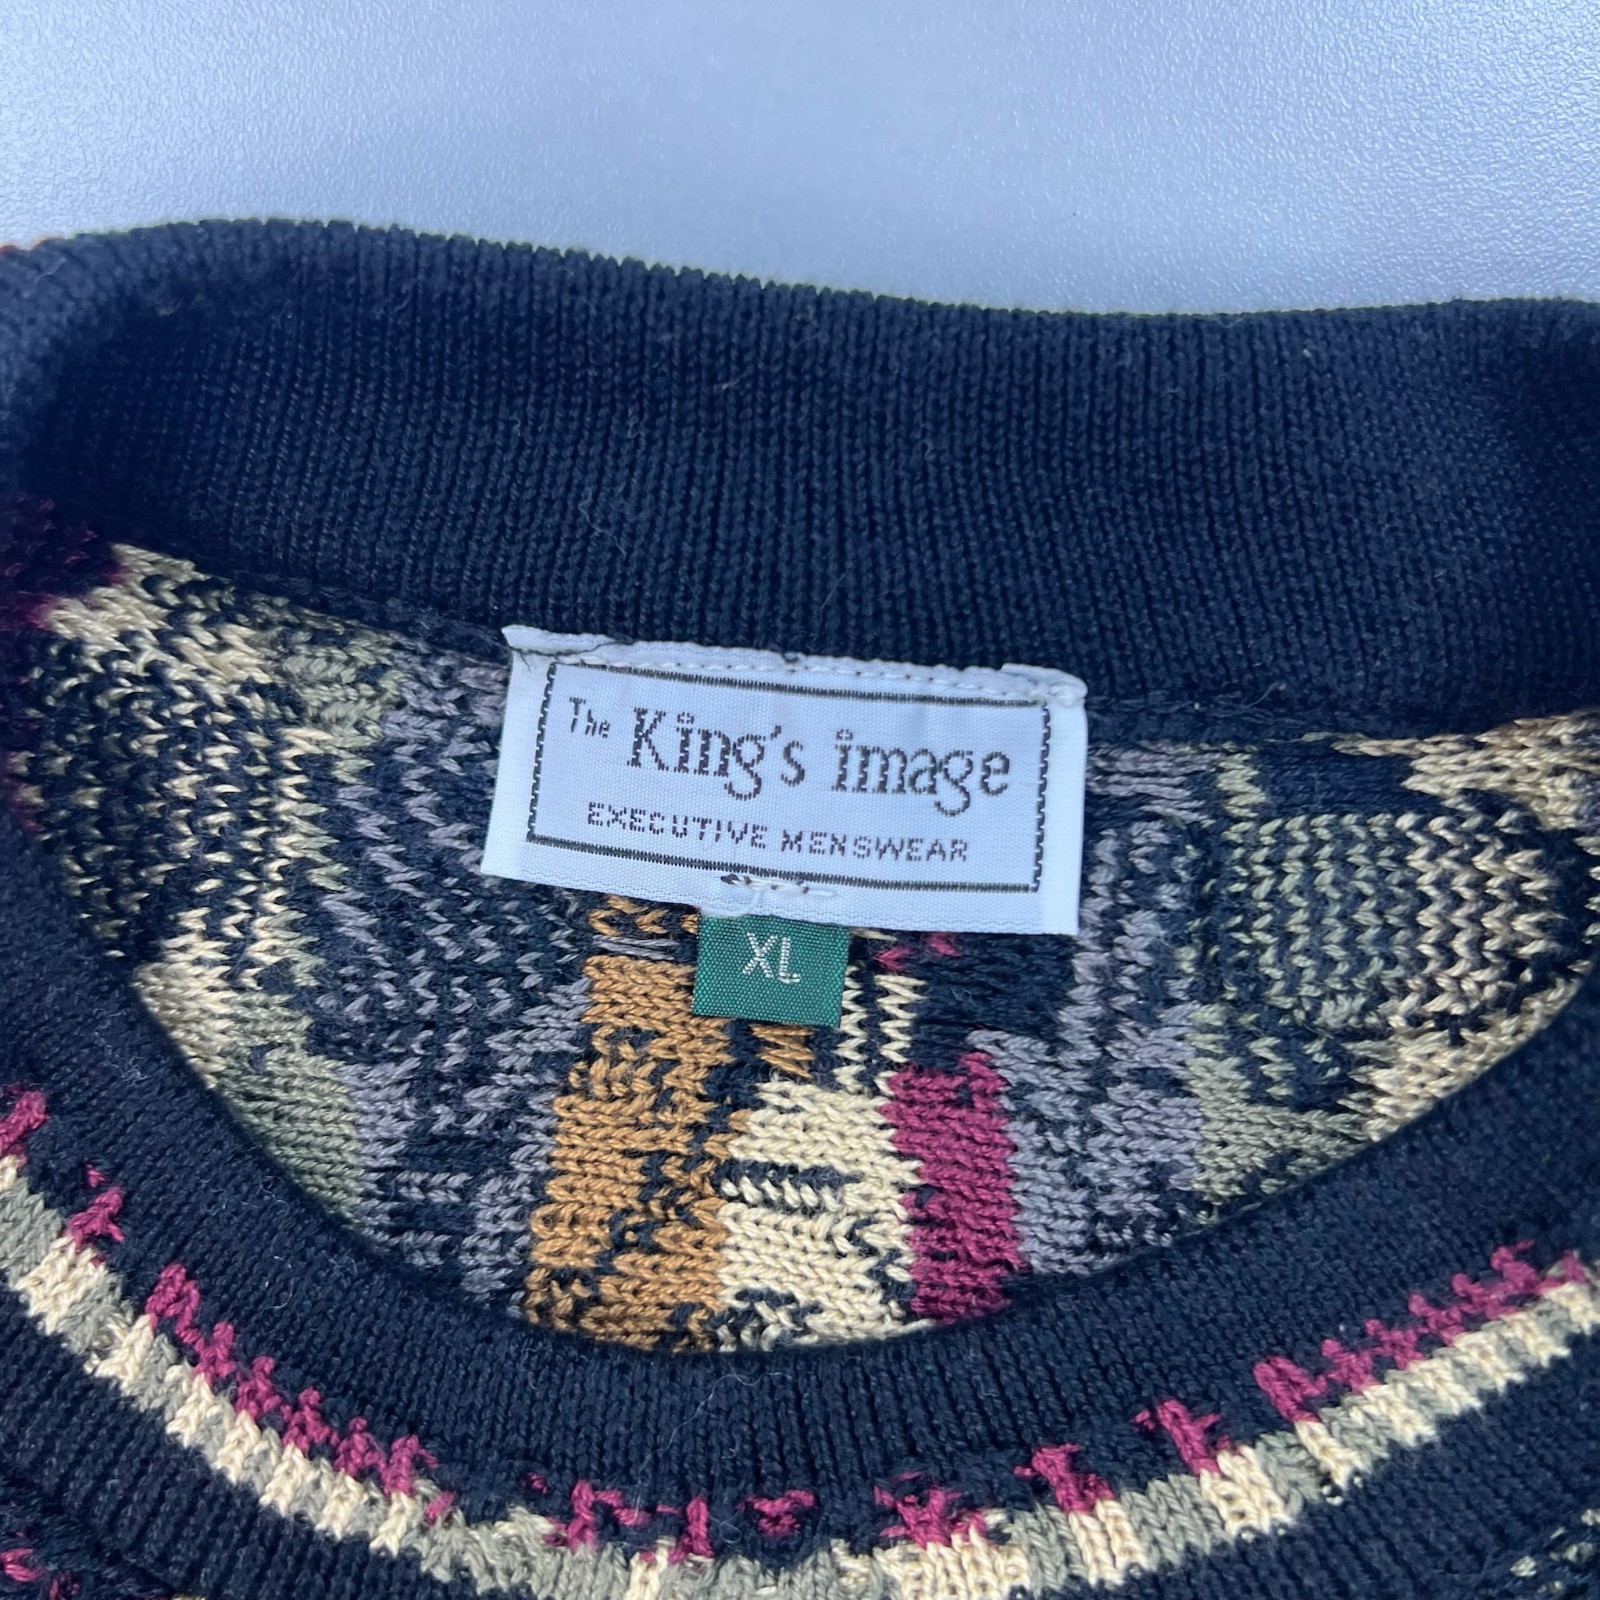 The King's image
EXECUTIVE MENSWEAR
XL